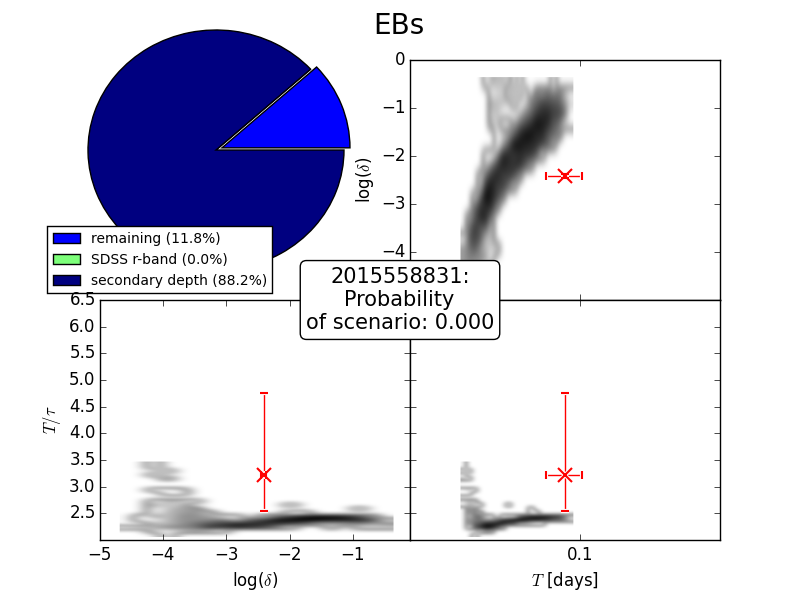 EBs
remaining (11.8%)
SDSS r-band (0.0%)
secondary depth (88.2%)
0
−1
−2
−3
−4
log(δ)
2015558831:
Probability
of scenario: 0.000
6.5
6.0
5.5
5.0
4.5
4.0
3.5
3.0
2.5
T/τ
−5 −4 −3 −2 −1
log(δ)
0.1
T [days]